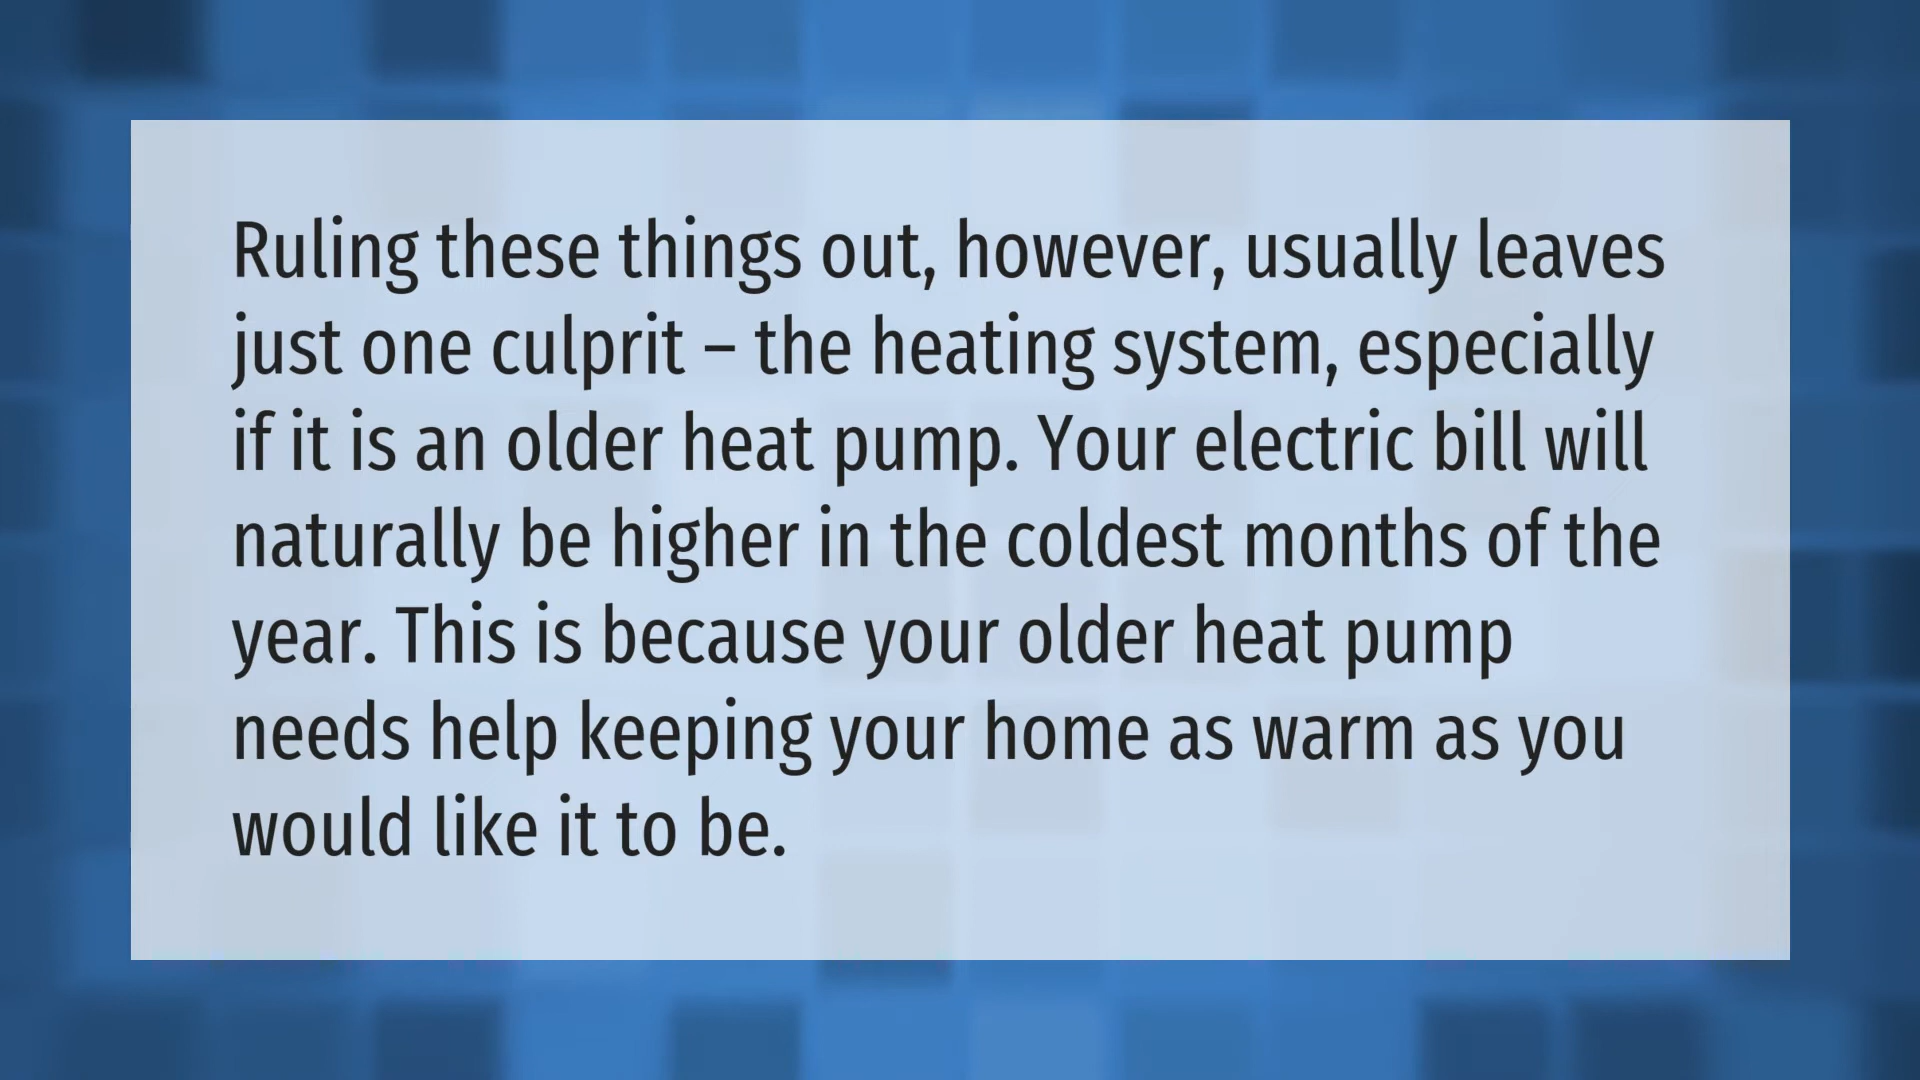 Ruling these things out, however, usually leaves
just one culprit – the heating system, especially
if it is an older heat pump. Your electric bill will
naturally be higher in the coldest months of the
year. This is because your older heat pump
needs help keeping your home as warm as you
would like it to be.